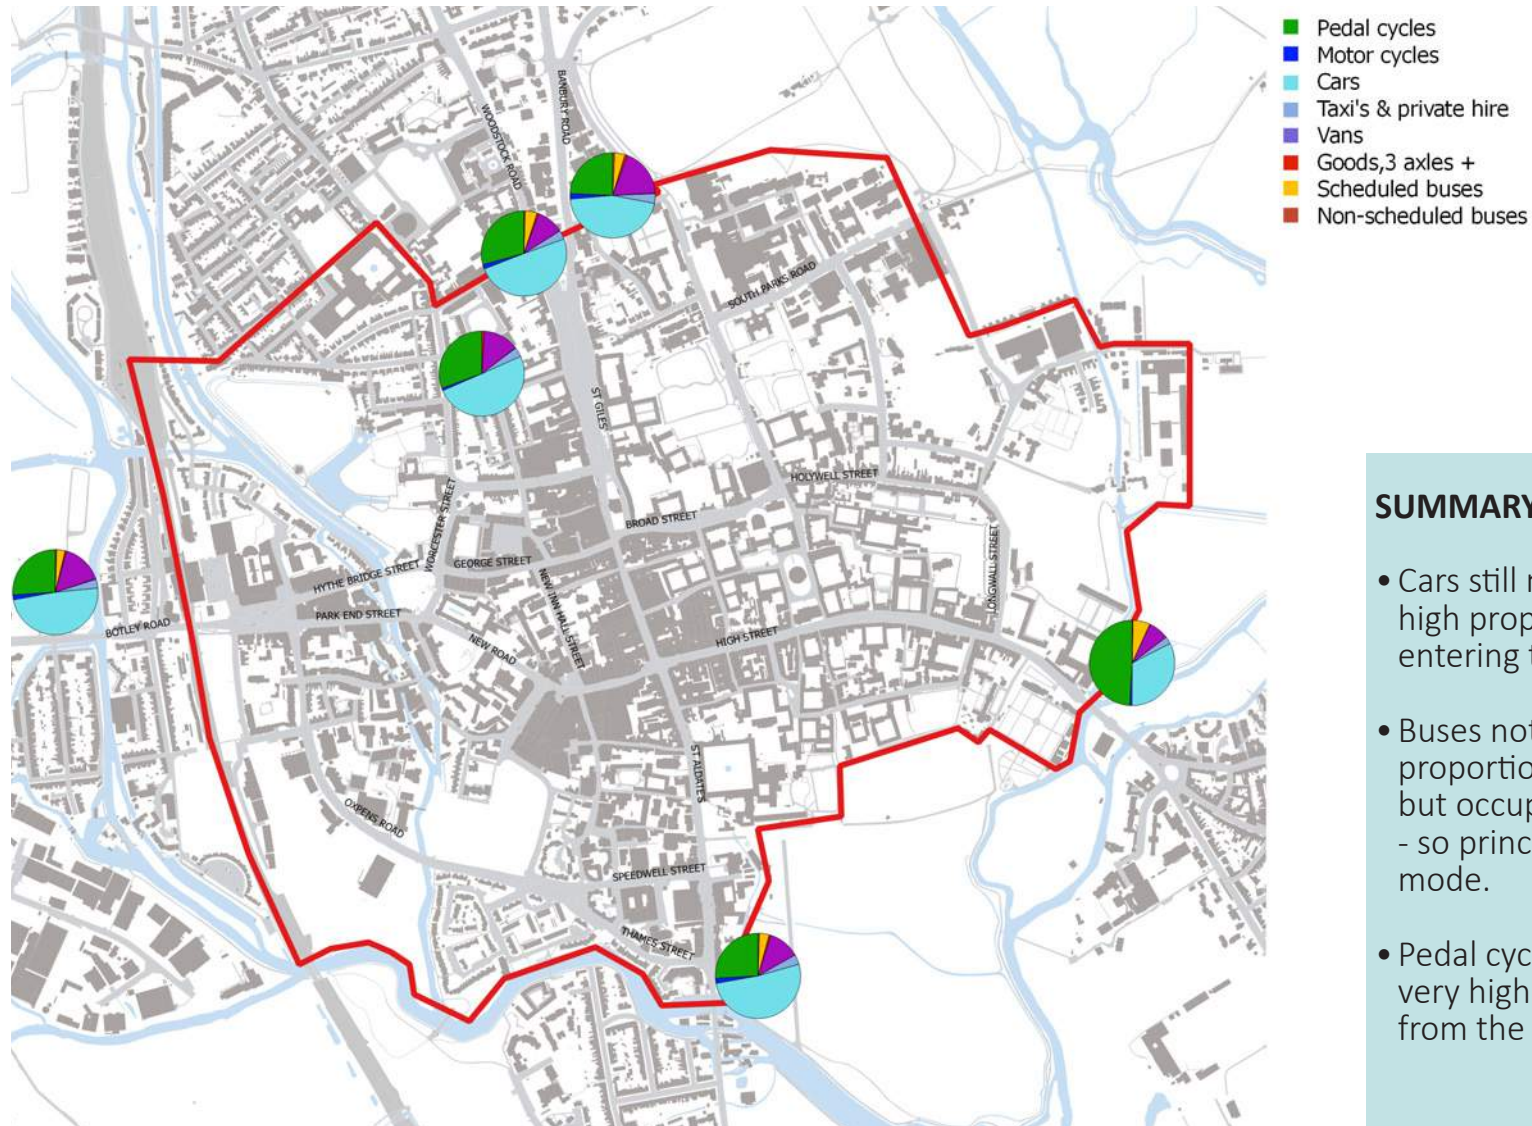 Pedal cycles
Motor cycles
Cars
Taxi's & private hire
Vans
Goods,3 axles +
Scheduled buses
Non-scheduled buses
WOODSTOCK ROAD
BANBURY ROAD
SOUTH PARKS ROAD
ST GILES
HOLYWELL STREET
BROAD STREET
WORCESTER STREET
GEORGE STREET
HYTHE BRIDGE STREET
PARK END STREET
BOTLEY ROAD
NEW INN HALL STREET
NEW ROAD
HIGH STREET
LONGWALL STREET
ST ALDATE'S
OXPENS ROAD
SPEEDWELL STREET
THAMES STREET
SUMMARY
• Cars still
high prop
entering
• Buses not
proportio
but occup
- so princ
mode.
• Pedal cyc
very high
from the